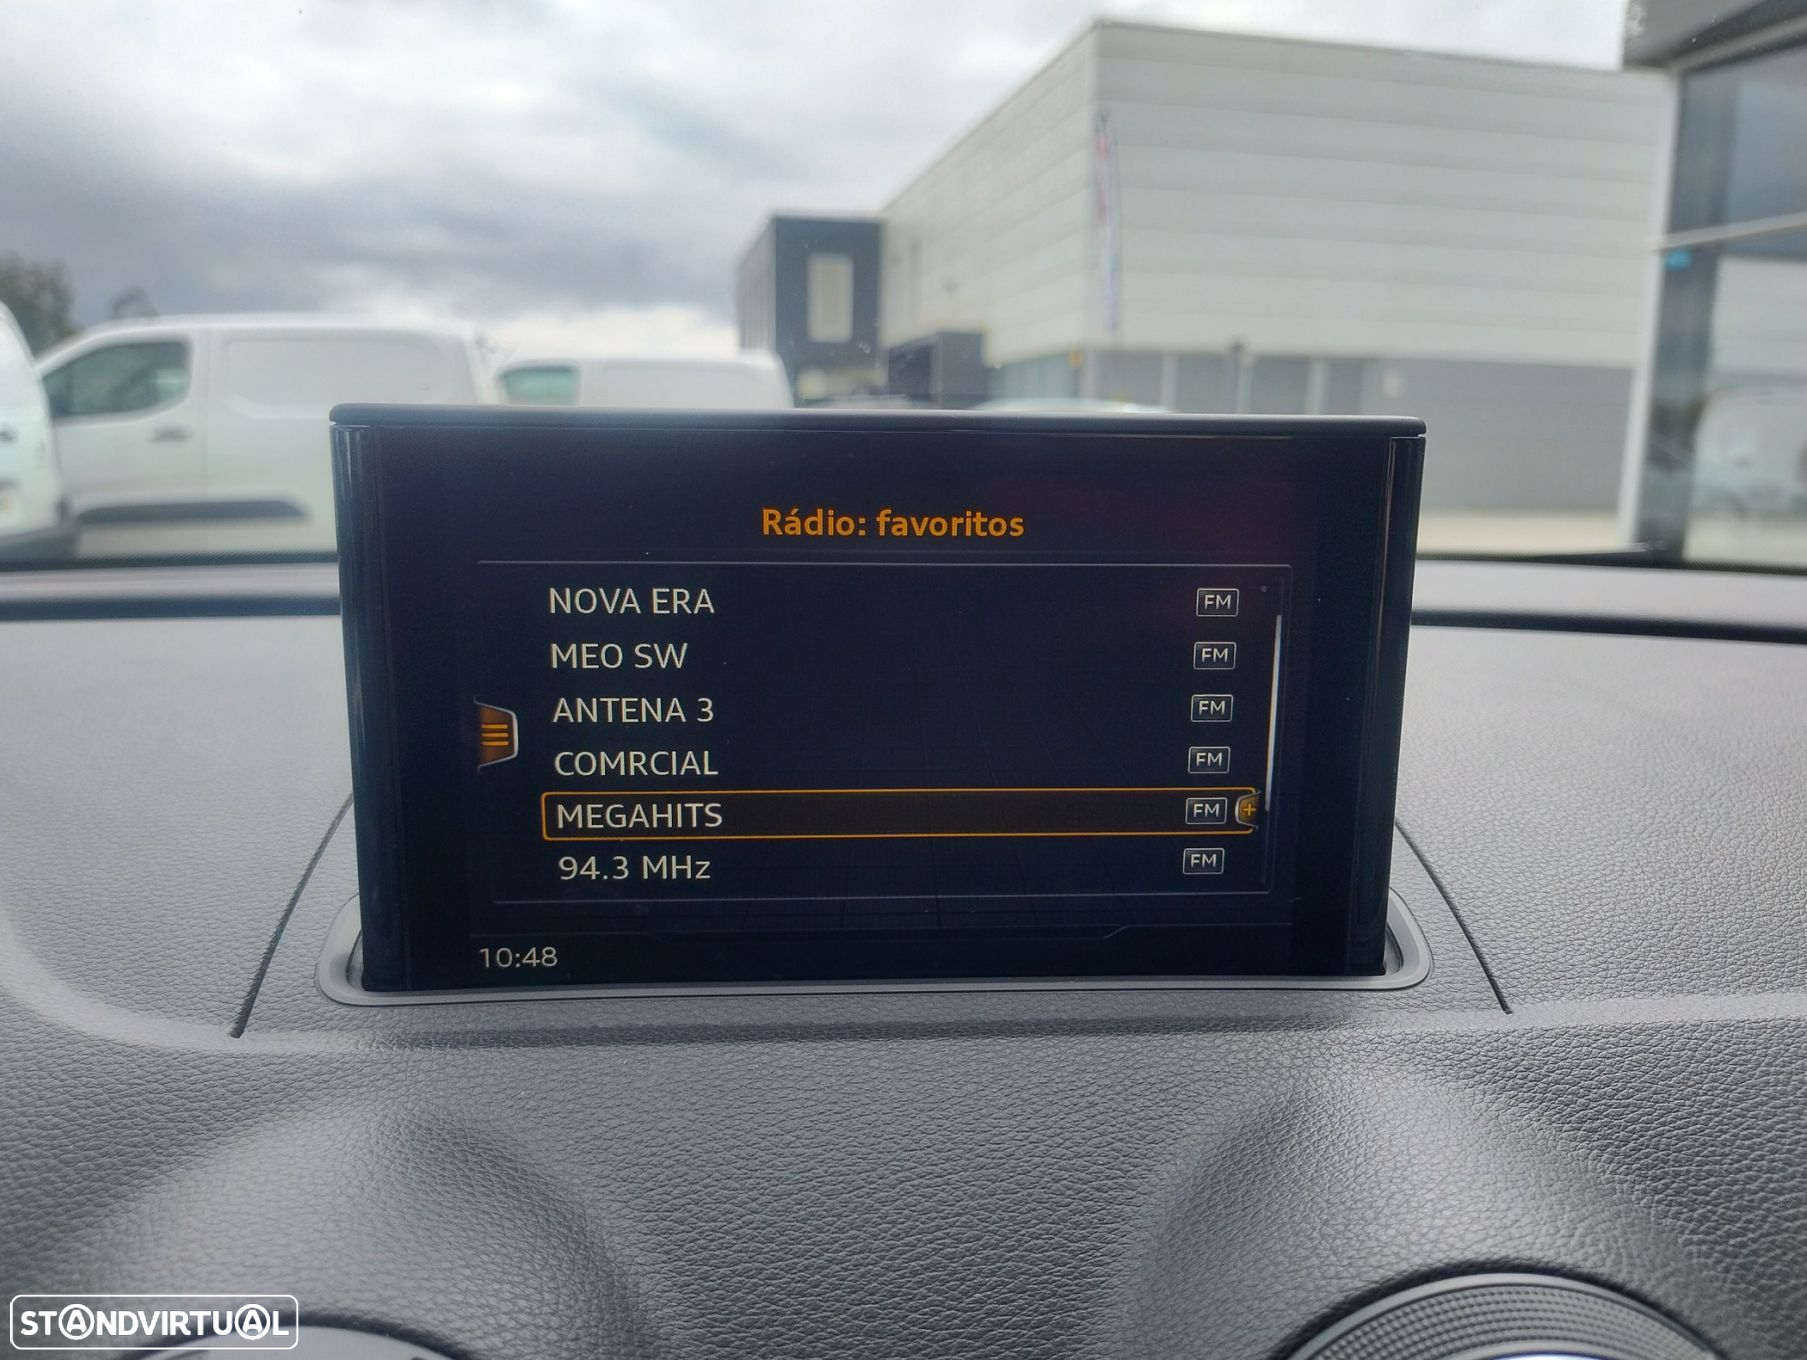 Rádio: favoritos
NOVA ERA FM
MEO SW FM
ANTENA 3 FM
COMRCIAL FM
MEGAHITS FM +
94.3 MHz FM
10:48
STANDVIRTUAL